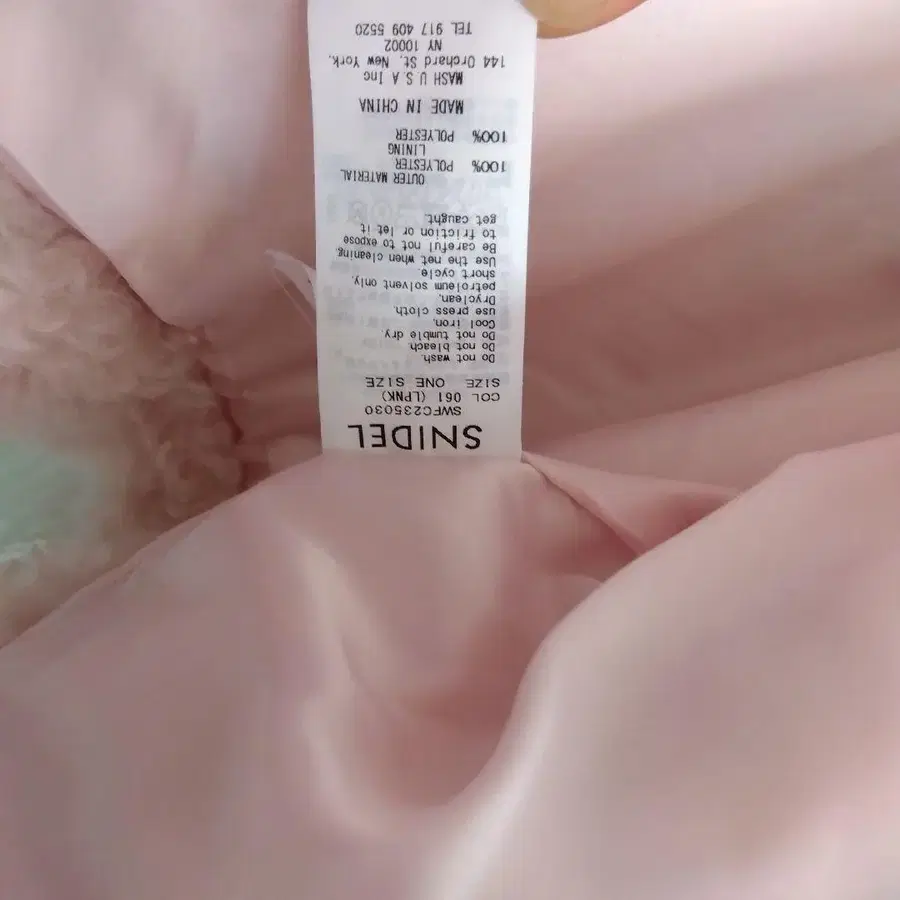 SNIDEL
SWFC235030
COL 061 (LPNK)
SIZE ONE SIZE
Do not wash.
Do not bleach.
Do not tumble dry.
Cool iron.
use press cloth.
Dryclean.
petroleum solvent only.
short cycle.
Use the net when cleaning
Be careful not to expose
to friction or let it
get caught.
OUTER MATERIAL
100% POLYESTER
LINING
100% POLYESTER
MADE IN CHINA
MASH U.S.A Inc
144 Orchard St. New York.
NY 10002
TEL 917 409 5520